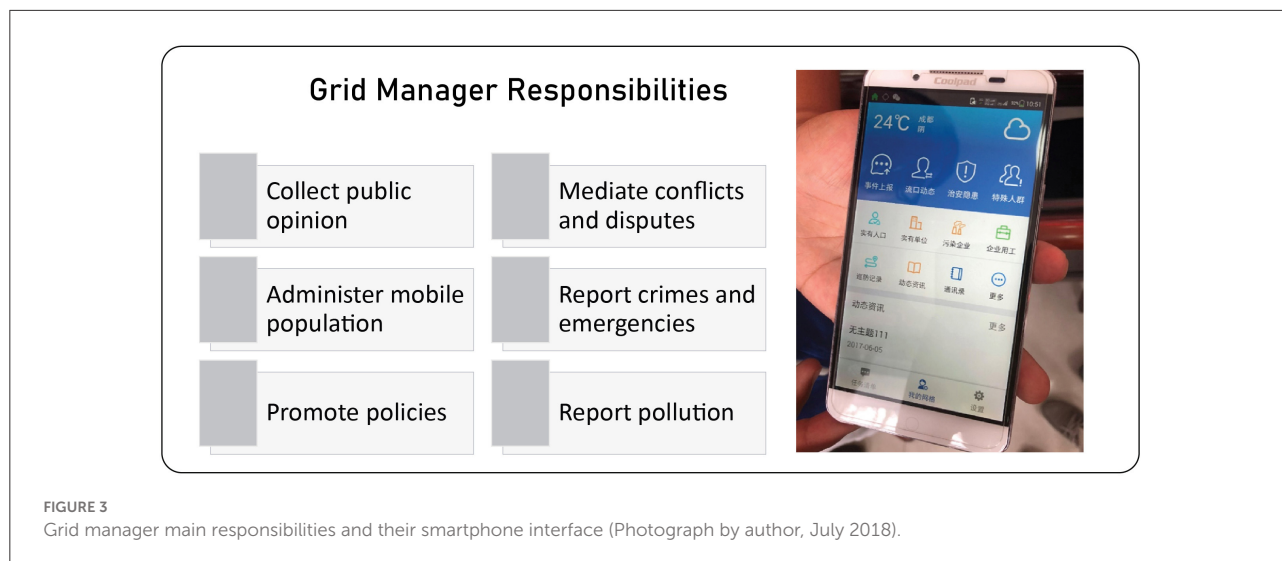 Grid Manager Responsibilities
Collect public
opinion
Mediate conflicts
and disputes
Administer mobile
population
Report crimes and
emergencies
Promote policies
Report pollution
Coolpad
10:51
24℃ 成都
阴
事件上报 流口动态 治安隐患 特殊人群
实有人口 实有单位 污染企业 企业用工
巡防记录 动态资讯 通讯录 更多
动态资讯 更多
无主题111
2017-06-05
我的网格 设置
FIGURE 3
Grid manager main responsibilities and their smartphone interface (Photograph by author, July 2018).